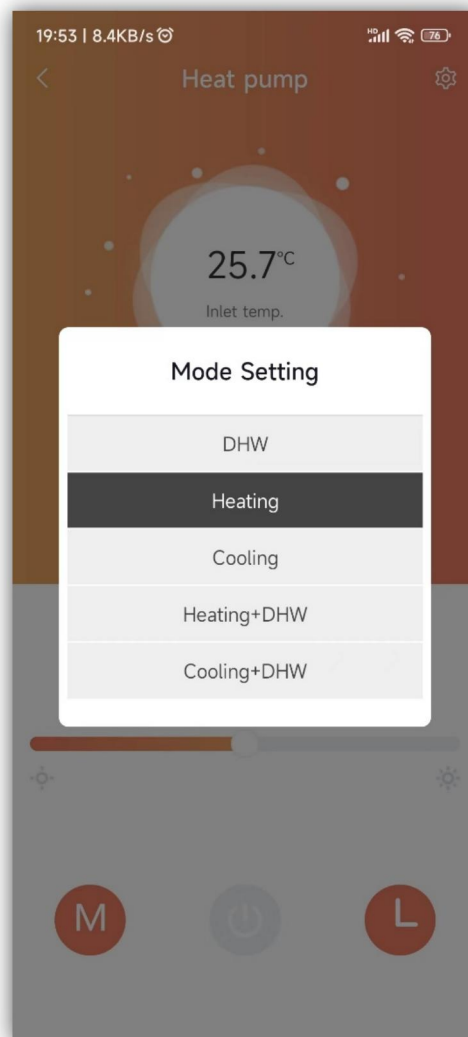 19:53 | 8.4KB/s HD 76
Heat pump
25.7°C
Inlet temp.
Mode Setting
DHW
Heating
Cooling
Heating+DHW
Cooling+DHW
M